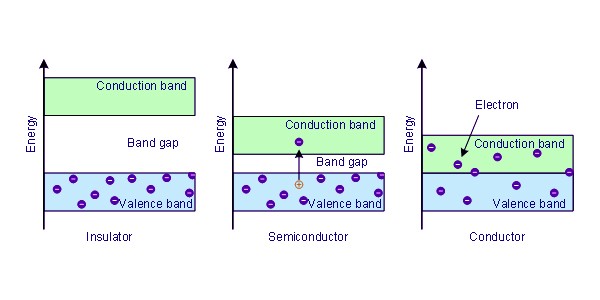 Energy
Conduction band
Band gap
Valence band
Insulator
Energy
Conduction band
Band gap
Valence band
Semiconductor
Energy
Electron
Conduction band
Valence band
Conductor